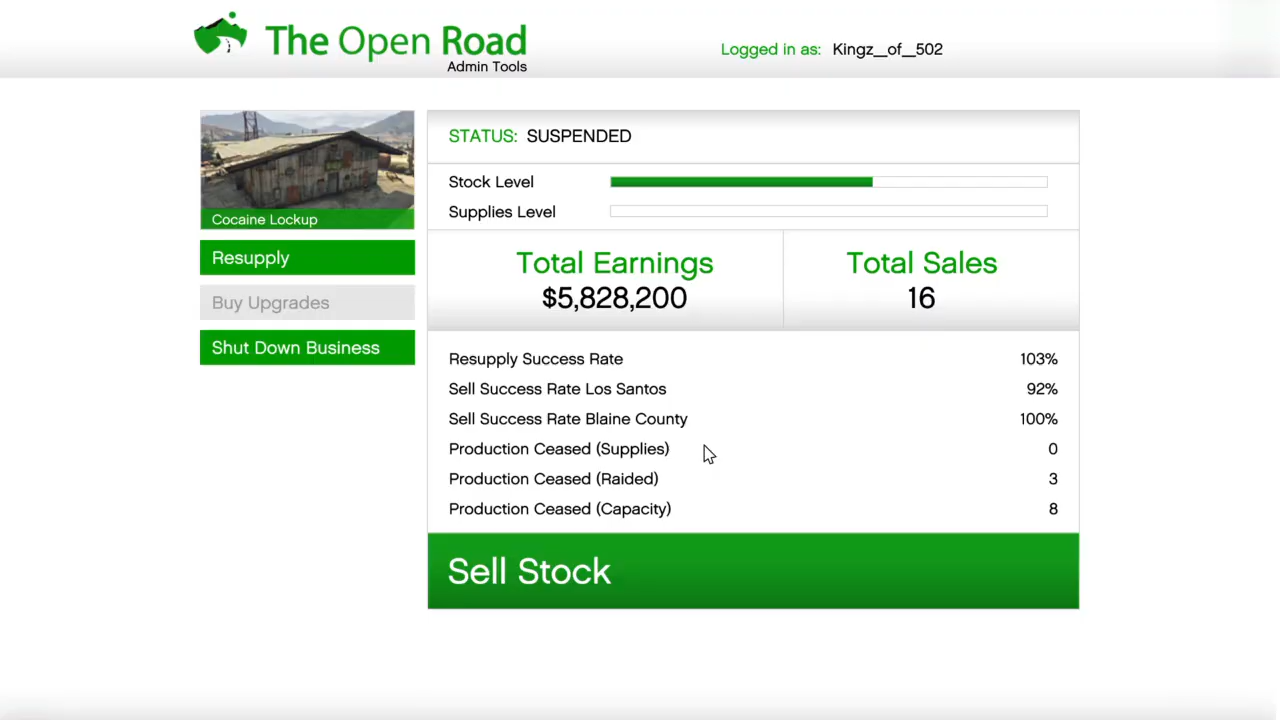 The Open Road
Admin Tools
Logged in as: Kingz__of__502
Cocaine Lockup
Resupply
Buy Upgrades
Shut Down Business
STATUS: SUSPENDED
Stock Level
Supplies Level
Total Earnings
$5,828,200
Total Sales
16
Resupply Success Rate 103%
Sell Success Rate Los Santos 92%
Sell Success Rate Blaine County 100%
Production Ceased (Supplies) 0
Production Ceased (Raided) 3
Production Ceased (Capacity) 8
Sell Stock